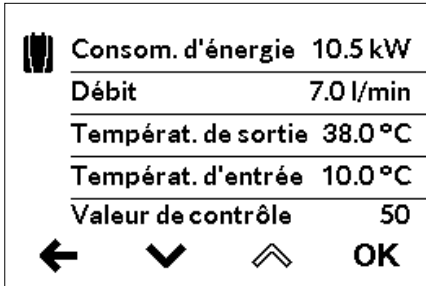 Consom. d'énergie 10.5 kW
Débit 7.0 l/min
Températ. de sortie 38.0 °C
Températ. d'entrée 10.0 °C
Valeur de contrôle 50
OK